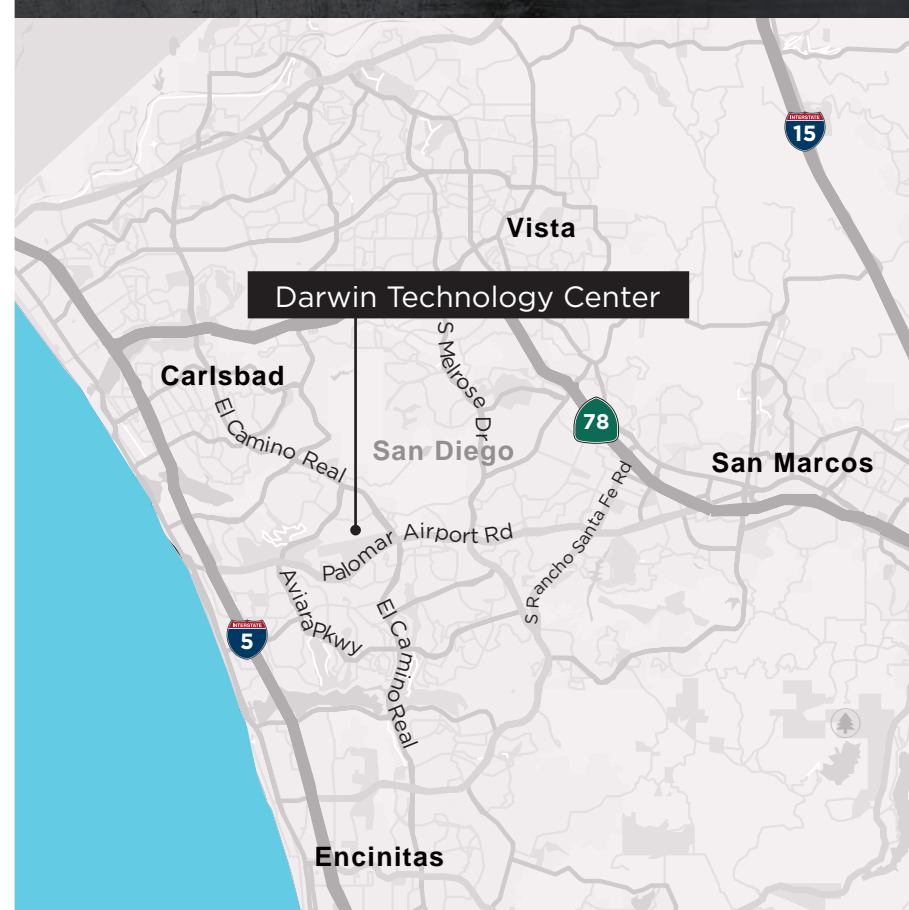 INTERSTATE
15
Vista
Darwin Technology Center
S Melrose Dr
Carlsbad
El Camino Real
78
San Diego
San Marcos
S Rancho Santa Fe Rd
Palomar Airport Rd
Aviara Pkwy
El Camino Real
INTERSTATE
5
Encinitas